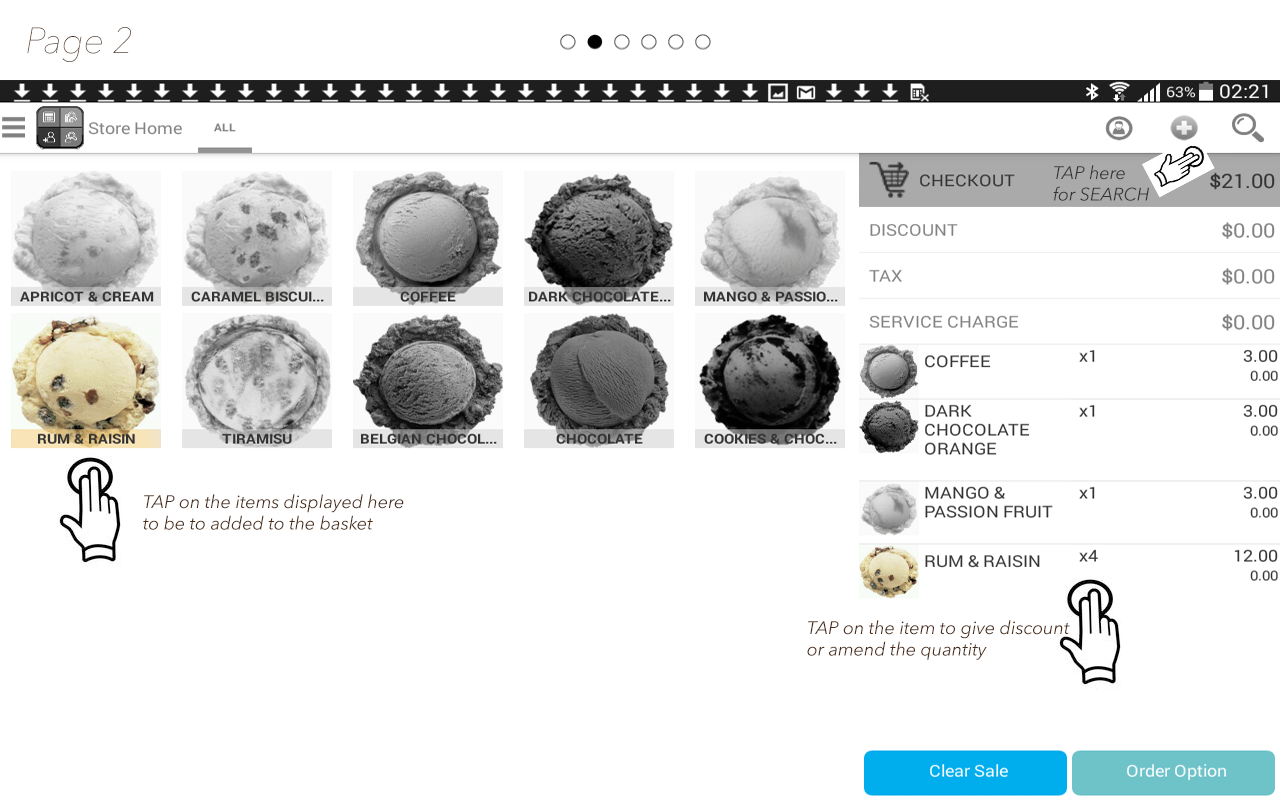 Page 2
63% 02:21
Store Home ALL
CHECKOUT $21.00
TAP here
for SEARCH
DISCOUNT $0.00
TAX $0.00
SERVICE CHARGE $0.00
APRICOT & CREAM CARAMEL BISCUI... COFFEE DARK CHOCOLATE... MANGO & PASSIO...
RUM & RAISIN TIRAMISU BELGIAN CHOCOL... CHOCOLATE COOKIES & CHOC...
TAP on the items displayed here
to be to added to the basket
COFFEE x1 3.00
0.00
DARK x1 3.00
CHOCOLATE 0.00
ORANGE
MANGO & x1 3.00
PASSION FRUIT 0.00
RUM & RAISIN x4 12.00
0.00
TAP on the item to give discount
or amend the quantity
Clear Sale Order Option